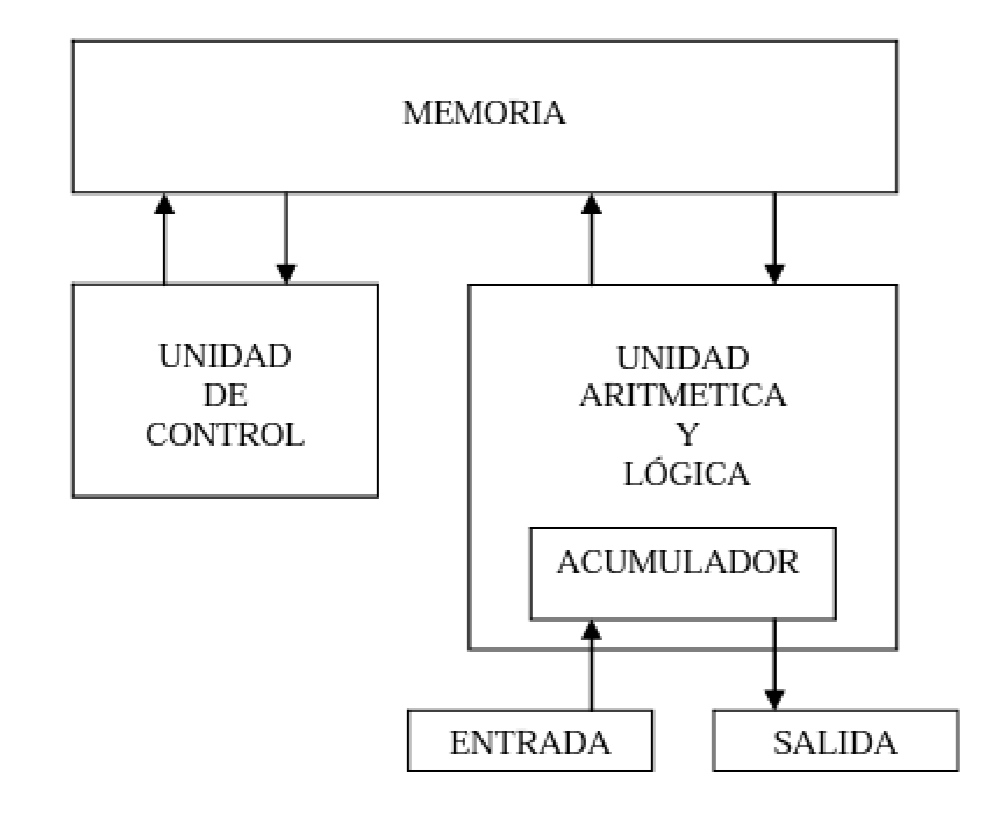 MEMORIA
UNIDAD
DE
CONTROL
UNIDAD
ARITMETICA
Y
LÓGICA
ACUMULADOR
ENTRADA
SALIDA